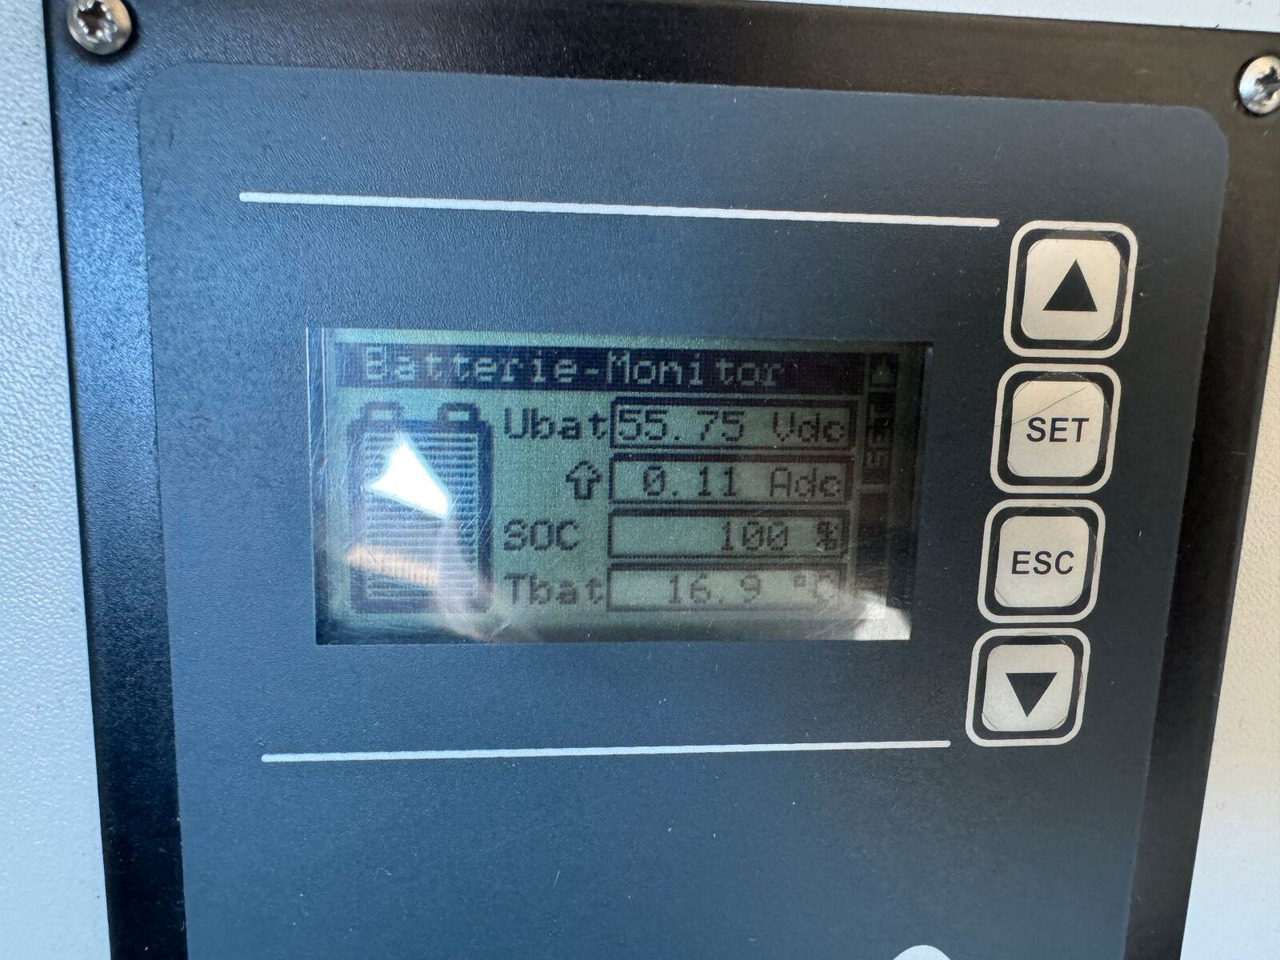 Batterie-Monitor
Ubat 55.75 Vdc
0.11 Adc
SOC 100 %
Tbat 16.9 °C
SET
ESC